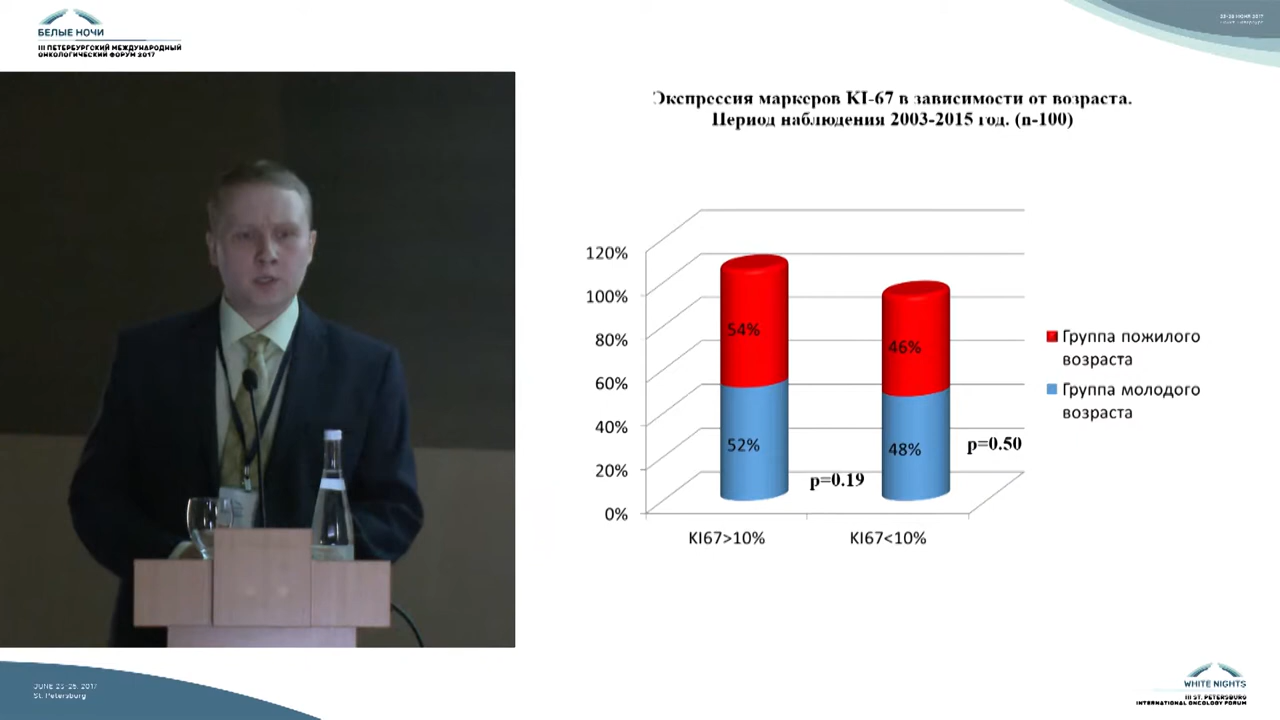 БЕЛЫЕ НОЧИ
III ПЕТЕРБУРГСКИЙ МЕЖДУНАРОДНЫЙ
ОНКОЛОГИЧЕСКИЙ ФОРУМ 2017
Экспрессия маркеров KI-67 в зависимости от возраста.
Период наблюдения 2003-2015 год. (n-100)
120%
100%
80%
60%
40%
20%
0%
54%
52%
46%
48%
p=0.19
p=0.50
KI67>10%
KI67<10%
Группа пожилого
возраста
Группа молодого
возраста
JUNE 23-26, 2017
St. Petersburg
WHITE NIGHTS
III ST. PETERSBURG
INTERNATIONAL ONCOLOGY FORUM